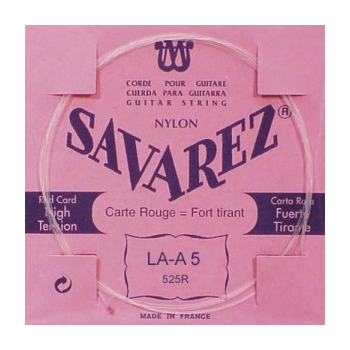 CORDE POUR GUITARE
CUERDA PARA GUITARRA
GUITAR STRING
NYLON
SAVAREZ®
Red Card
High
Tension
Carte Rouge = Fort tirant
Carta Roja
Fuerte
Tirante
LA-A 5
525R
MADE IN FRANCE